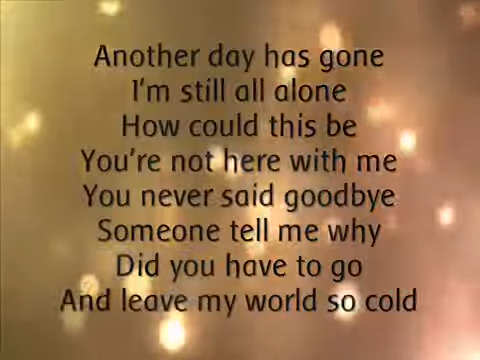 Another day has gone
I'm still all alone
How could this be
You're not here with me
You never said goodbye
Someone tell me why
Did you have to go
And leave my world so cold